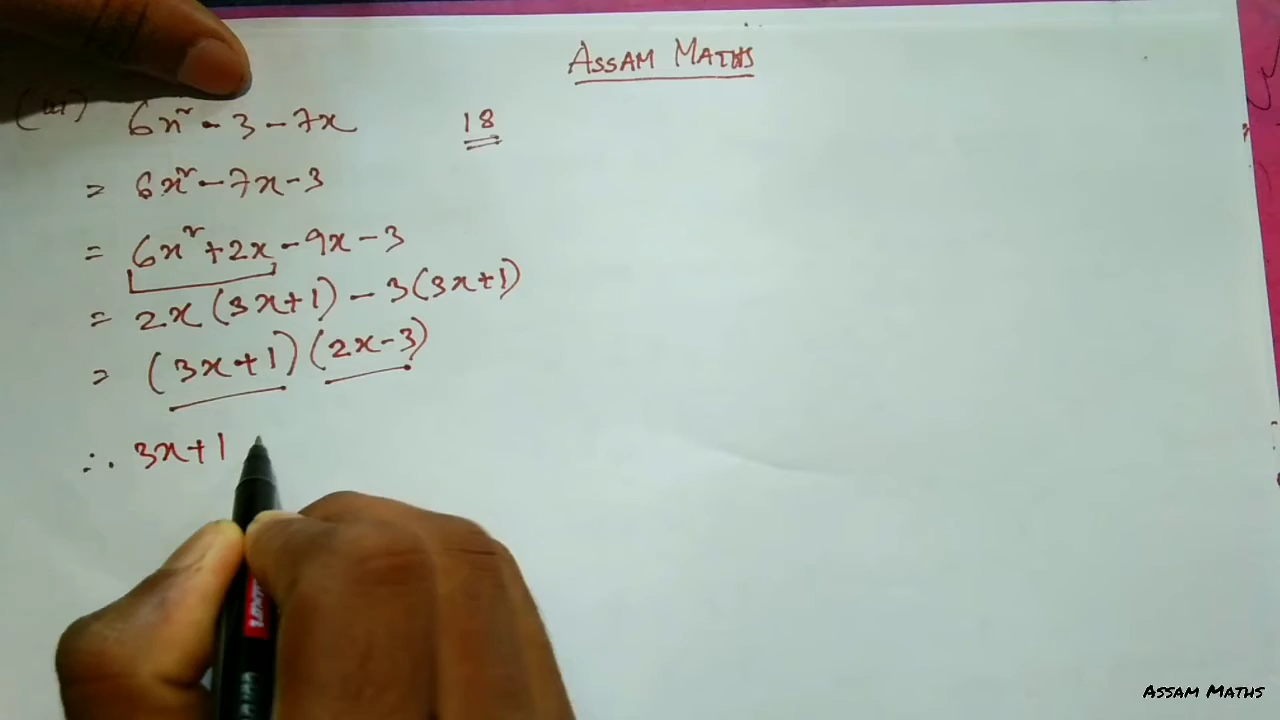 ASSAM MATHS
(iii) 6x² - 3 - 7x 18
= 6x² - 7x - 3
= 6x² + 2x - 9x - 3
= 2x (3x+1) - 3(3x+1)
= (3x+1) (2x-3)
∴ 3x+1
ASSAM MATHS